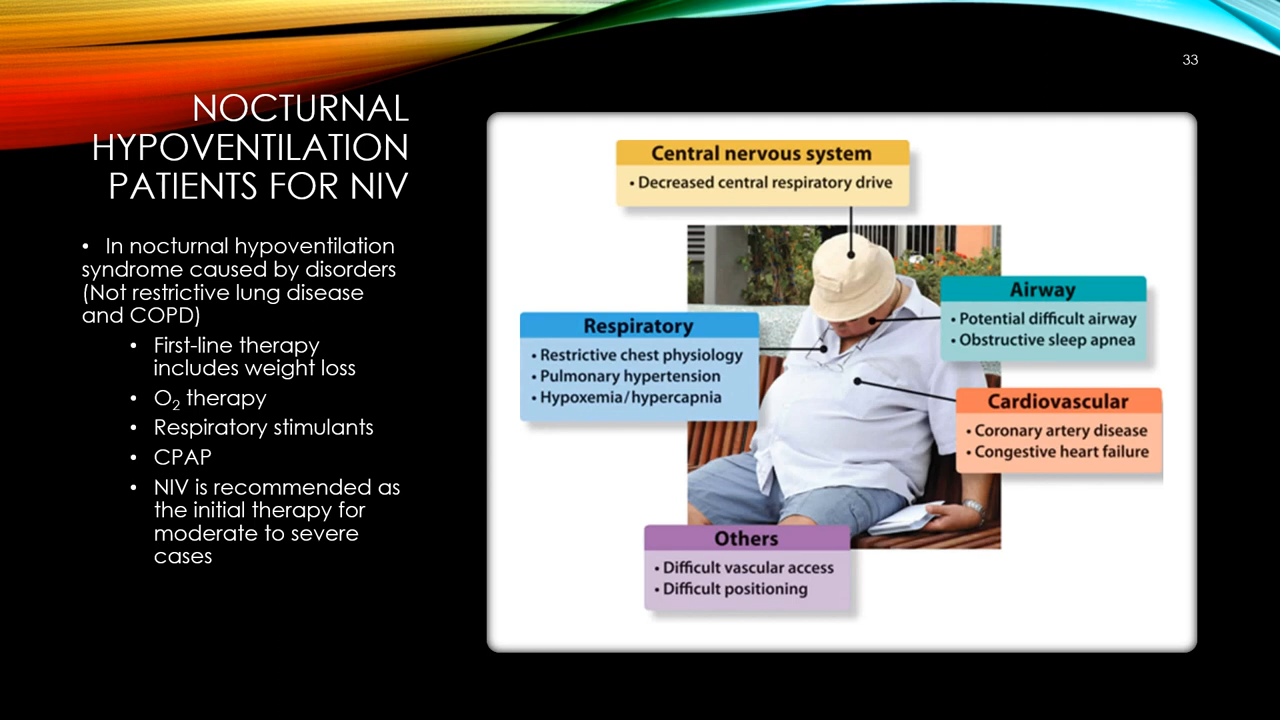 33
NOCTURNAL
HYPOVENTILATION
PATIENTS FOR NIV
• In nocturnal hypoventilation
syndrome caused by disorders
(Not restrictive lung disease
and COPD)
• First-line therapy
includes weight loss
• O₂ therapy
• Respiratory stimulants
• CPAP
• NIV is recommended as
the initial therapy for
moderate to severe
cases
Central nervous system
• Decreased central respiratory drive
Airway
• Potential difficult airway
• Obstructive sleep apnea
Respiratory
• Restrictive chest physiology
• Pulmonary hypertension
• Hypoxemia/hypercapnia
Cardiovascular
• Coronary artery disease
• Congestive heart failure
Others
• Difficult vascular access
• Difficult positioning